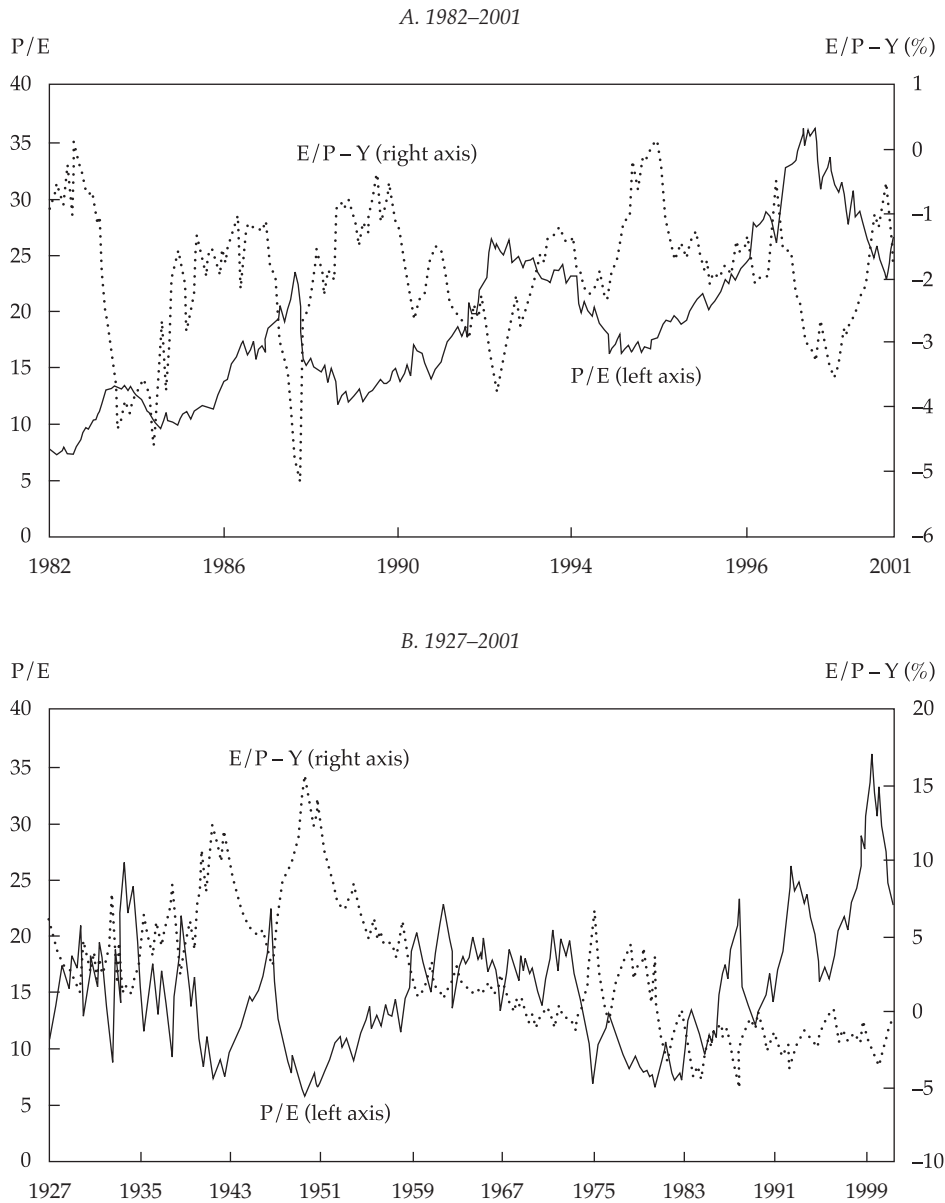 A. 1982–2001
P/E E/P – Y (%)
40 1
35 0
30 –1
25 –2
20 –3
15 –4
10 –5
5
0 –6
E/P – Y (right axis)
P/E (left axis)
1982 1986 1990 1994 1996 2001
B. 1927–2001
P/E E/P – Y (%)
40 20
35 15
30 10
25 5
20 0
15 –5
10
5
0 –10
E/P – Y (right axis)
P/E (left axis)
1927 1935 1943 1951 1959 1967 1975 1983 1991 1999